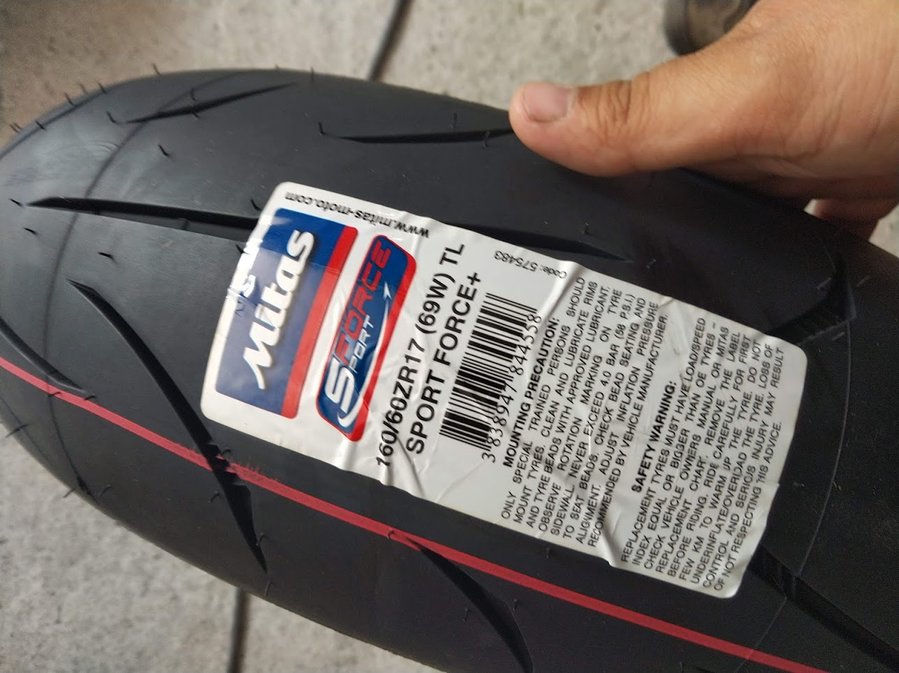 www.mitas-moto.com
Mitas
SPORT
FORCE
160/60ZR17 (69W) TL
SPORT FORCE+
Code: 575483
3838947844558
MOUNTING PRECAUTION:
ONLY SPECIAL TRAINED PERSONS SHOULD
MOUNT TYRES. CLEAN AND LUBRICATE RIMS
AND TYRE BEADS WITH APPROVED LUBRICANT.
OBSERVE ROTATION MARKING ON TYRE
SIDEWALL. NEVER EXCEED 4.0 BAR (58 P.S.I.)
TO SEAT BEADS. CHECK BEAD SEATING AND
ALIGNMENT. ADJUST INFLATION PRESSURE
RECOMMENDED BY VEHICLE MANUFACTURER.
SAFETY WARNING:
REPLACEMENT TYRES MUST HAVE LOAD/SPEED
INDEX EQUAL OR BIGGER THAN OE TYRES.
CHECK VEHICLE OWNERS MANUAL OR MITAS
REPLACEMENT CHART. REMOVE THE LABEL
BEFORE RIDING. RIDE CAREFULLY FOR FIRST
FEW KM TO WARM UP THE TYRE. DO NOT
UNDERINFLATE/OVERLOAD THE TYRE. LOSS OF
CONTROL AND SERIOUS INJURY MAY RESULT
OF NOT RESPECTING THIS ADVICE.